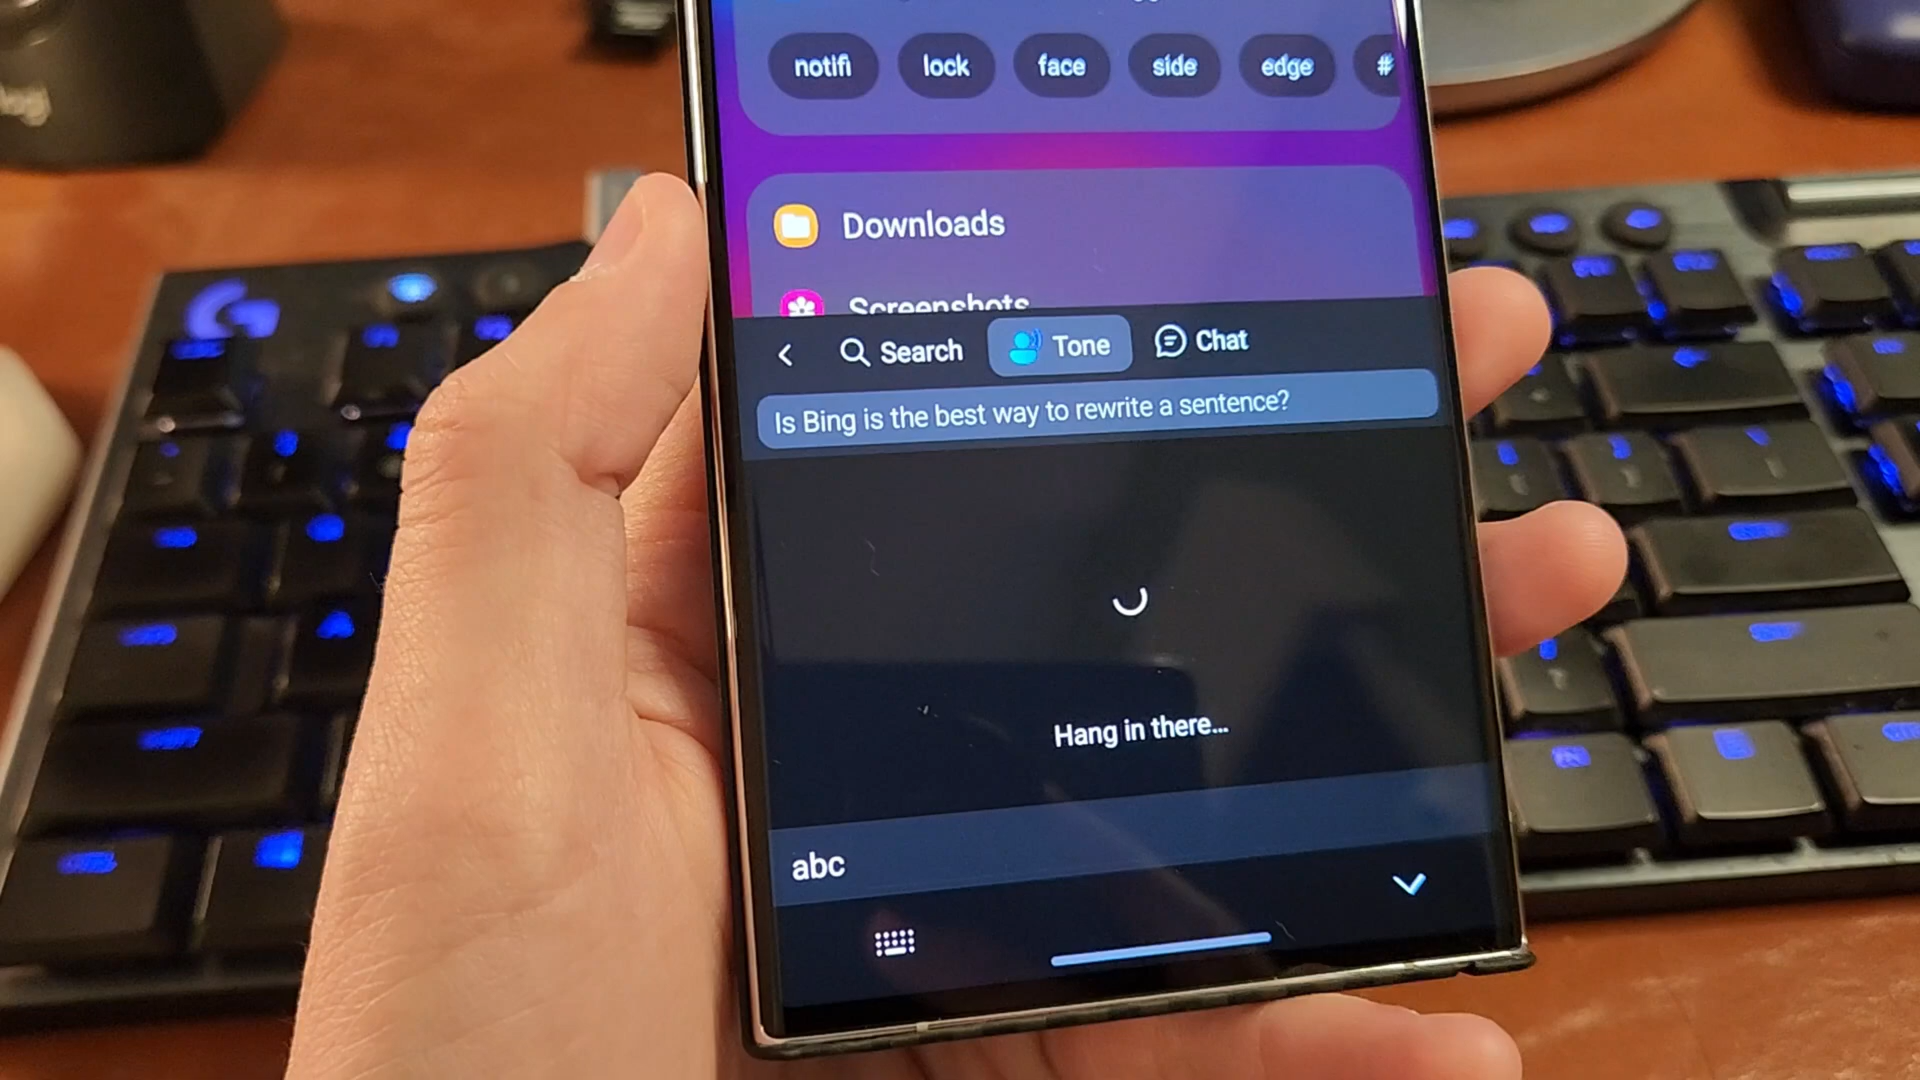 notifi lock face side edge #
Downloads
Screenshots
Search Tone Chat
Is Bing is the best way to rewrite a sentence?
Hang in there...
abc
logi
G